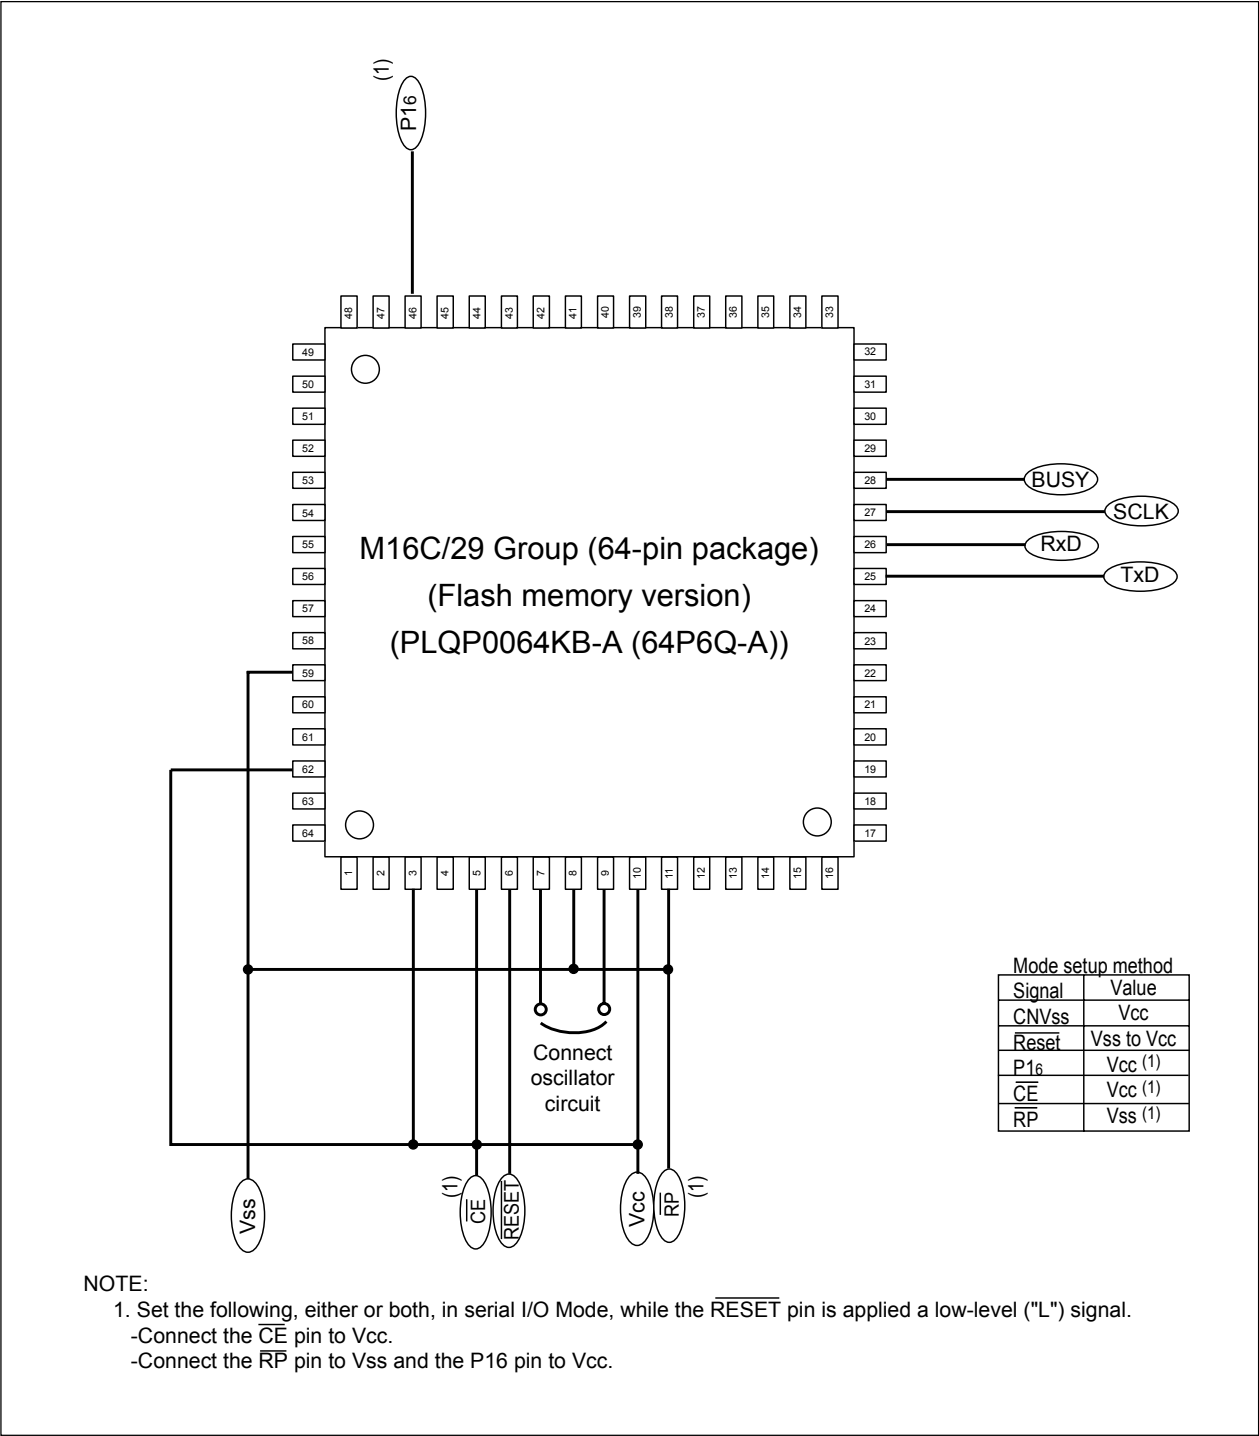 (1)
P16
48 47 46 45 44 43 42 41 40 39 38 37 36 35 34 33
49
50
51
52
53
54
55
56
57
58
59
60
61
62
63
64
32
31
30
29
28
27
26
25
24
23
22
21
20
19
18
17
BUSY
SCLK
RxD
TxD
M16C/29 Group (64-pin package)
(Flash memory version)
(PLQP0064KB-A (64P6Q-A))
1 2 3 4 5 6 7 8 9 10 11 12 13 14 15 16
Connect
oscillator
circuit
Mode setup method
Signal Value
CNVss Vcc
Reset Vss to Vcc
P16 Vcc (1)
CE Vcc (1)
RP Vss (1)
Vss
(1)
CE
RESET
Vcc
RP
(1)
NOTE:
1. Set the following, either or both, in serial I/O Mode, while the RESET pin is applied a low-level ("L") signal.
-Connect the CE pin to Vcc.
-Connect the RP pin to Vss and the P16 pin to Vcc.